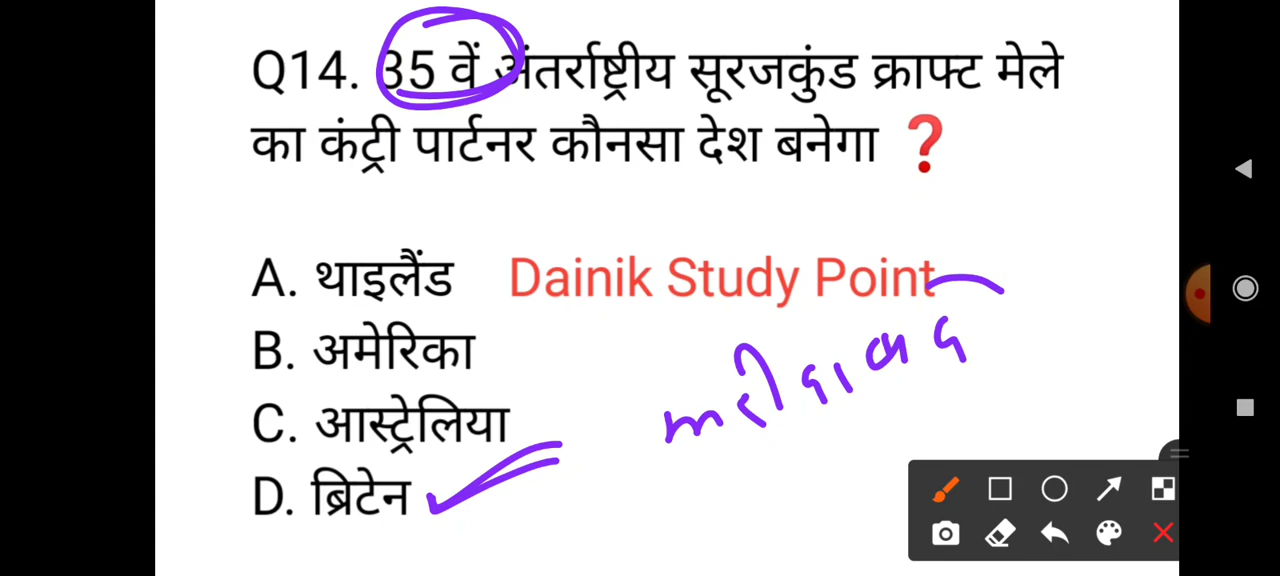 Q14. 35 वें अंतर्राष्ट्रीय सूरजकुंड क्राफ्ट मेले
का कंट्री पार्टनर कौनसा देश बनेगा ❓
A. थाइलैंड Dainik Study Point
B. अमेरिका
C. आस्ट्रेलिया
D. ब्रिटेन